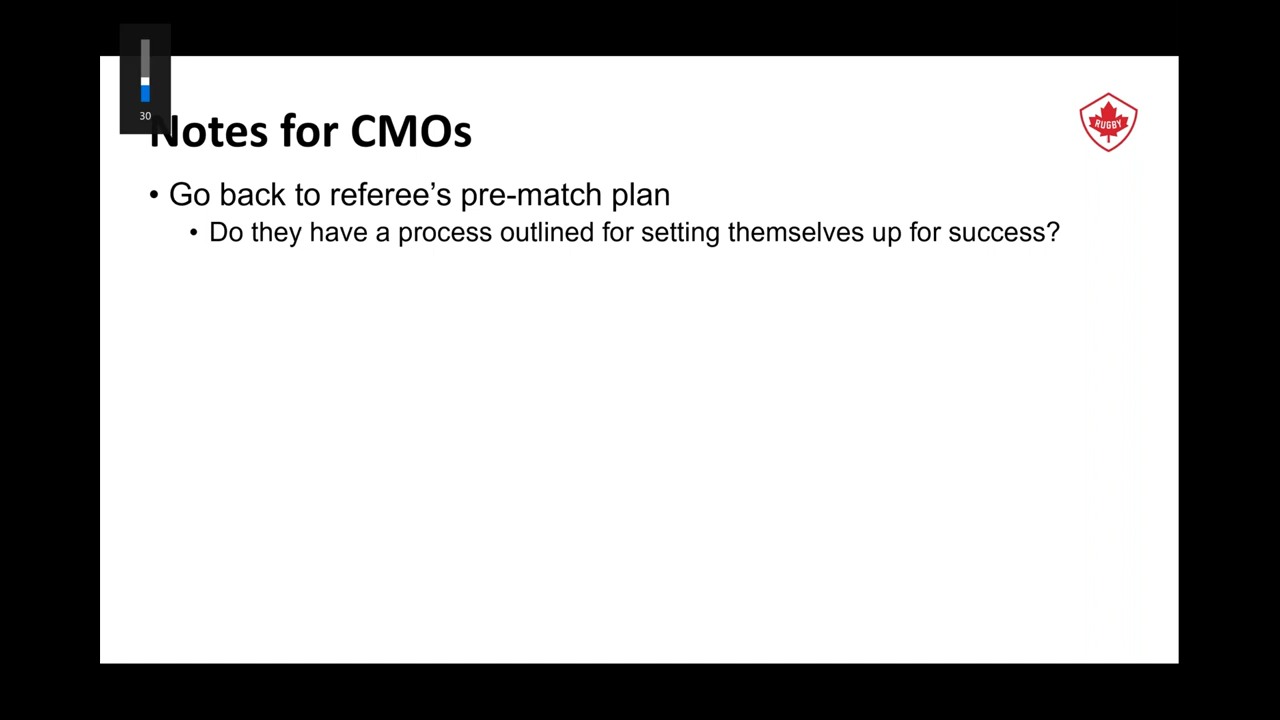 30
Notes for CMOs
RUGBY
• Go back to referee’s pre-match plan
• Do they have a process outlined for setting themselves up for success?